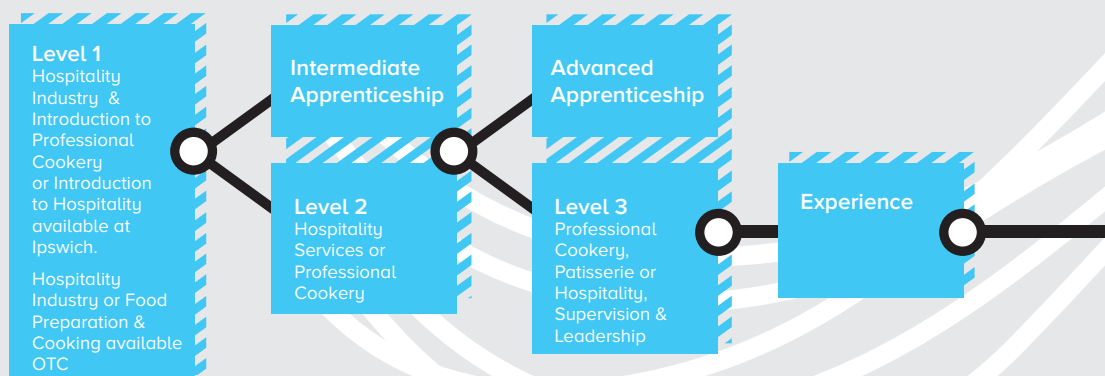 Level 1
Hospitality
Industry  &
Introduction to
Professional
Cookery
or Introduction
to Hospitality
available at
Ipswich.
Hospitality
Industry or Food
Preparation &
Cooking available
OTC
Intermediate
Apprenticeship
Level 2
Hospitality
Services or
Professional
Cookery
Advanced
Apprenticeship
Level 3
Professional
Cookery,
Patisserie or
Hospitality,
Supervision &
Leadership
Experience